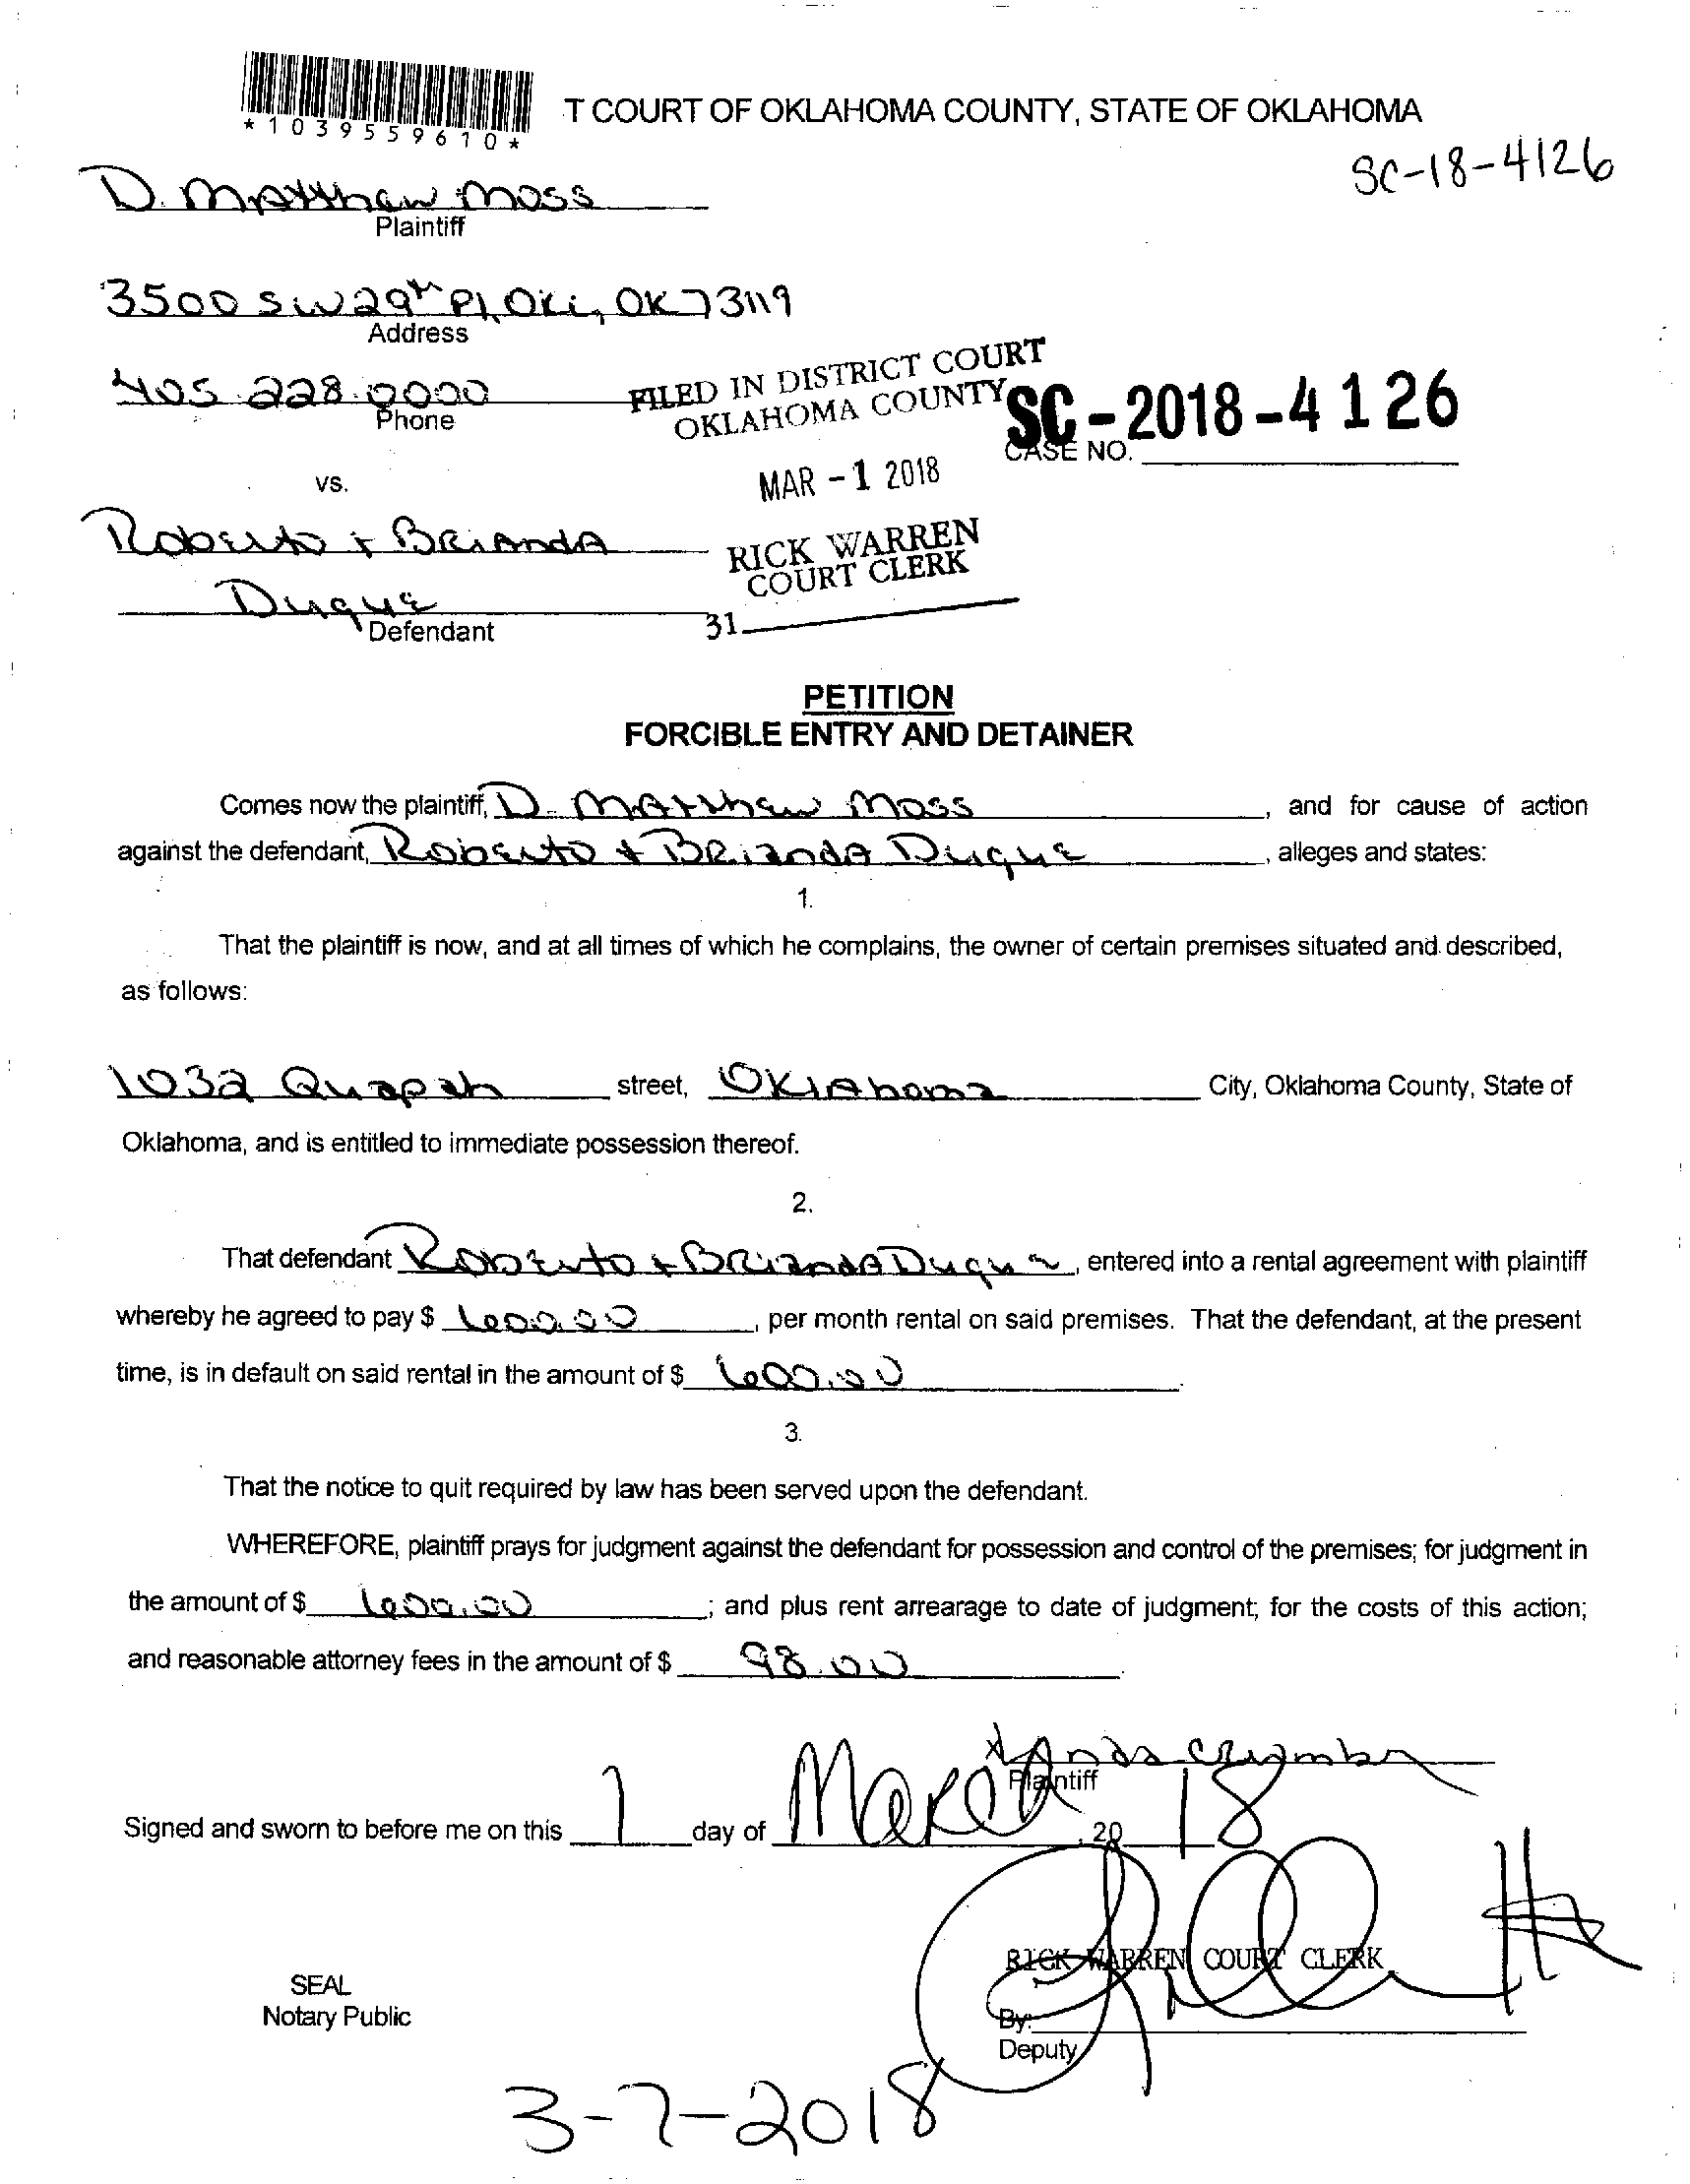 *1039559610*
T COURT OF OKLAHOMA COUNTY, STATE OF OKLAHOMA
SC-18-4126
D. Matthew Moss
Plaintiff
3500 SW 29th Pl, OKC, OK 73119
Address
405.228.0000
Phone
FILED IN DISTRICT COURT
OKLAHOMA COUNTY
SC-2018-4126
CASE NO.
MAR -1 2018
vs.
Roberto + Brianda
Duque
Defendant
RICK WARREN
COURT CLERK
31
PETITION
FORCIBLE ENTRY AND DETAINER
Comes now the plaintiff, D. Matthew Moss, and for cause of action
against the defendant, Roberto + Brianda Duque, alleges and states:
1.
That the plaintiff is now, and at all times of which he complains, the owner of certain premises situated and described,
as follows:
1032 Quapah street, Oklahoma City, Oklahoma County, State of
Oklahoma, and is entitled to immediate possession thereof.
2.
That defendant Roberto + Brianda Duque, entered into a rental agreement with plaintiff
whereby he agreed to pay $ 600.00, per month rental on said premises. That the defendant, at the present
time, is in default on said rental in the amount of $ 600.00.
3.
That the notice to quit required by law has been served upon the defendant.
WHEREFORE, plaintiff prays for judgment against the defendant for possession and control of the premises; for judgment in
the amount of $ 600.00; and plus rent arrearage to date of judgment; for the costs of this action;
and reasonable attorney fees in the amount of $ 98.00.
Plaintiff
Signed and sworn to before me on this 1 day of March, 2018
RICK WARREN COURT CLERK
SEAL
Notary Public
By:
Deputy
3-7-2018